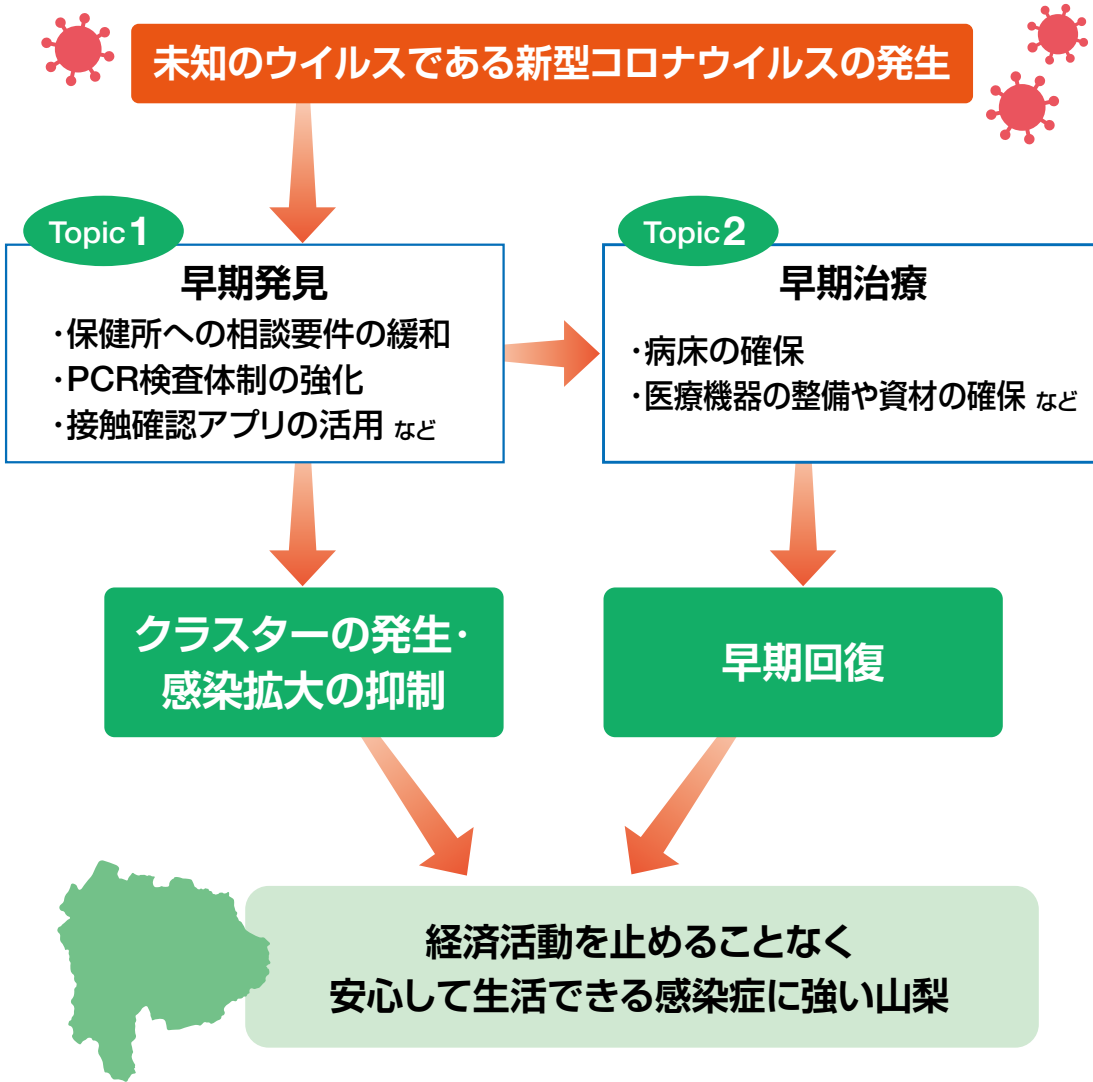 未知のウイルスである新型コロナウイルスの発生
Topic1
早期発見
・保健所への相談要件の緩和
・PCR検査体制の強化
・接触確認アプリの活用 など
Topic2
早期治療
・病床の確保
・医療機器の整備や資材の確保 など
クラスターの発生・
感染拡大の抑制
早期回復
経済活動を止めることなく
安心して生活できる感染症に強い山梨